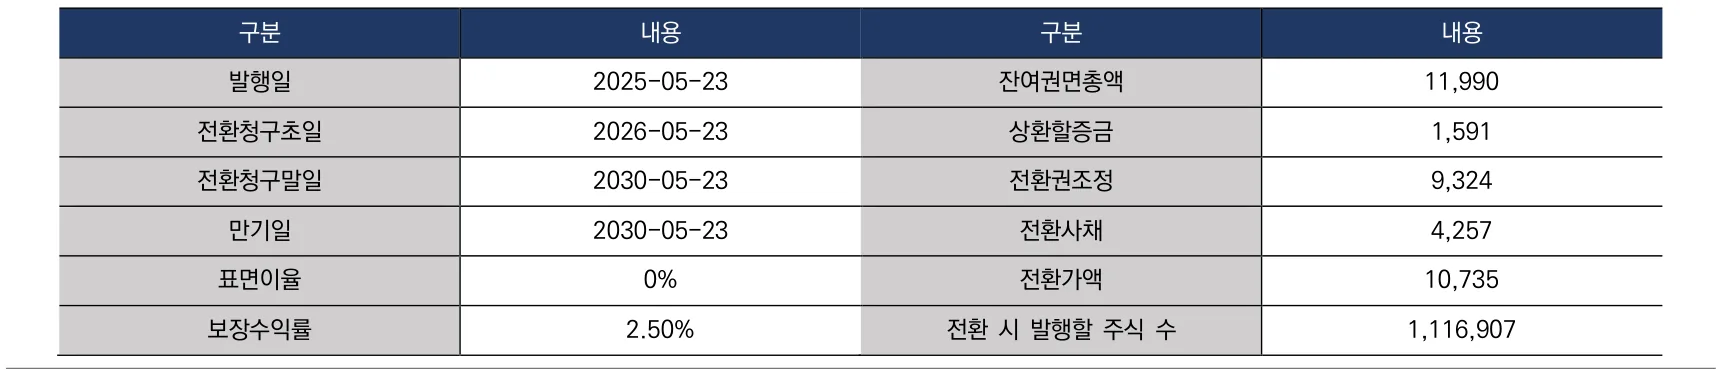 구분 내용 구분 내용
발행일 2025-05-23 잔여권면총액 11,990
전환청구초일 2026-05-23 상환할증금 1,591
전환청구말일 2030-05-23 전환권조정 9,324
만기일 2030-05-23 전환사채 4,257
표면이율 0% 전환가액 10,735
보장수익률 2.50% 전환 시 발행할 주식 수 1,116,907